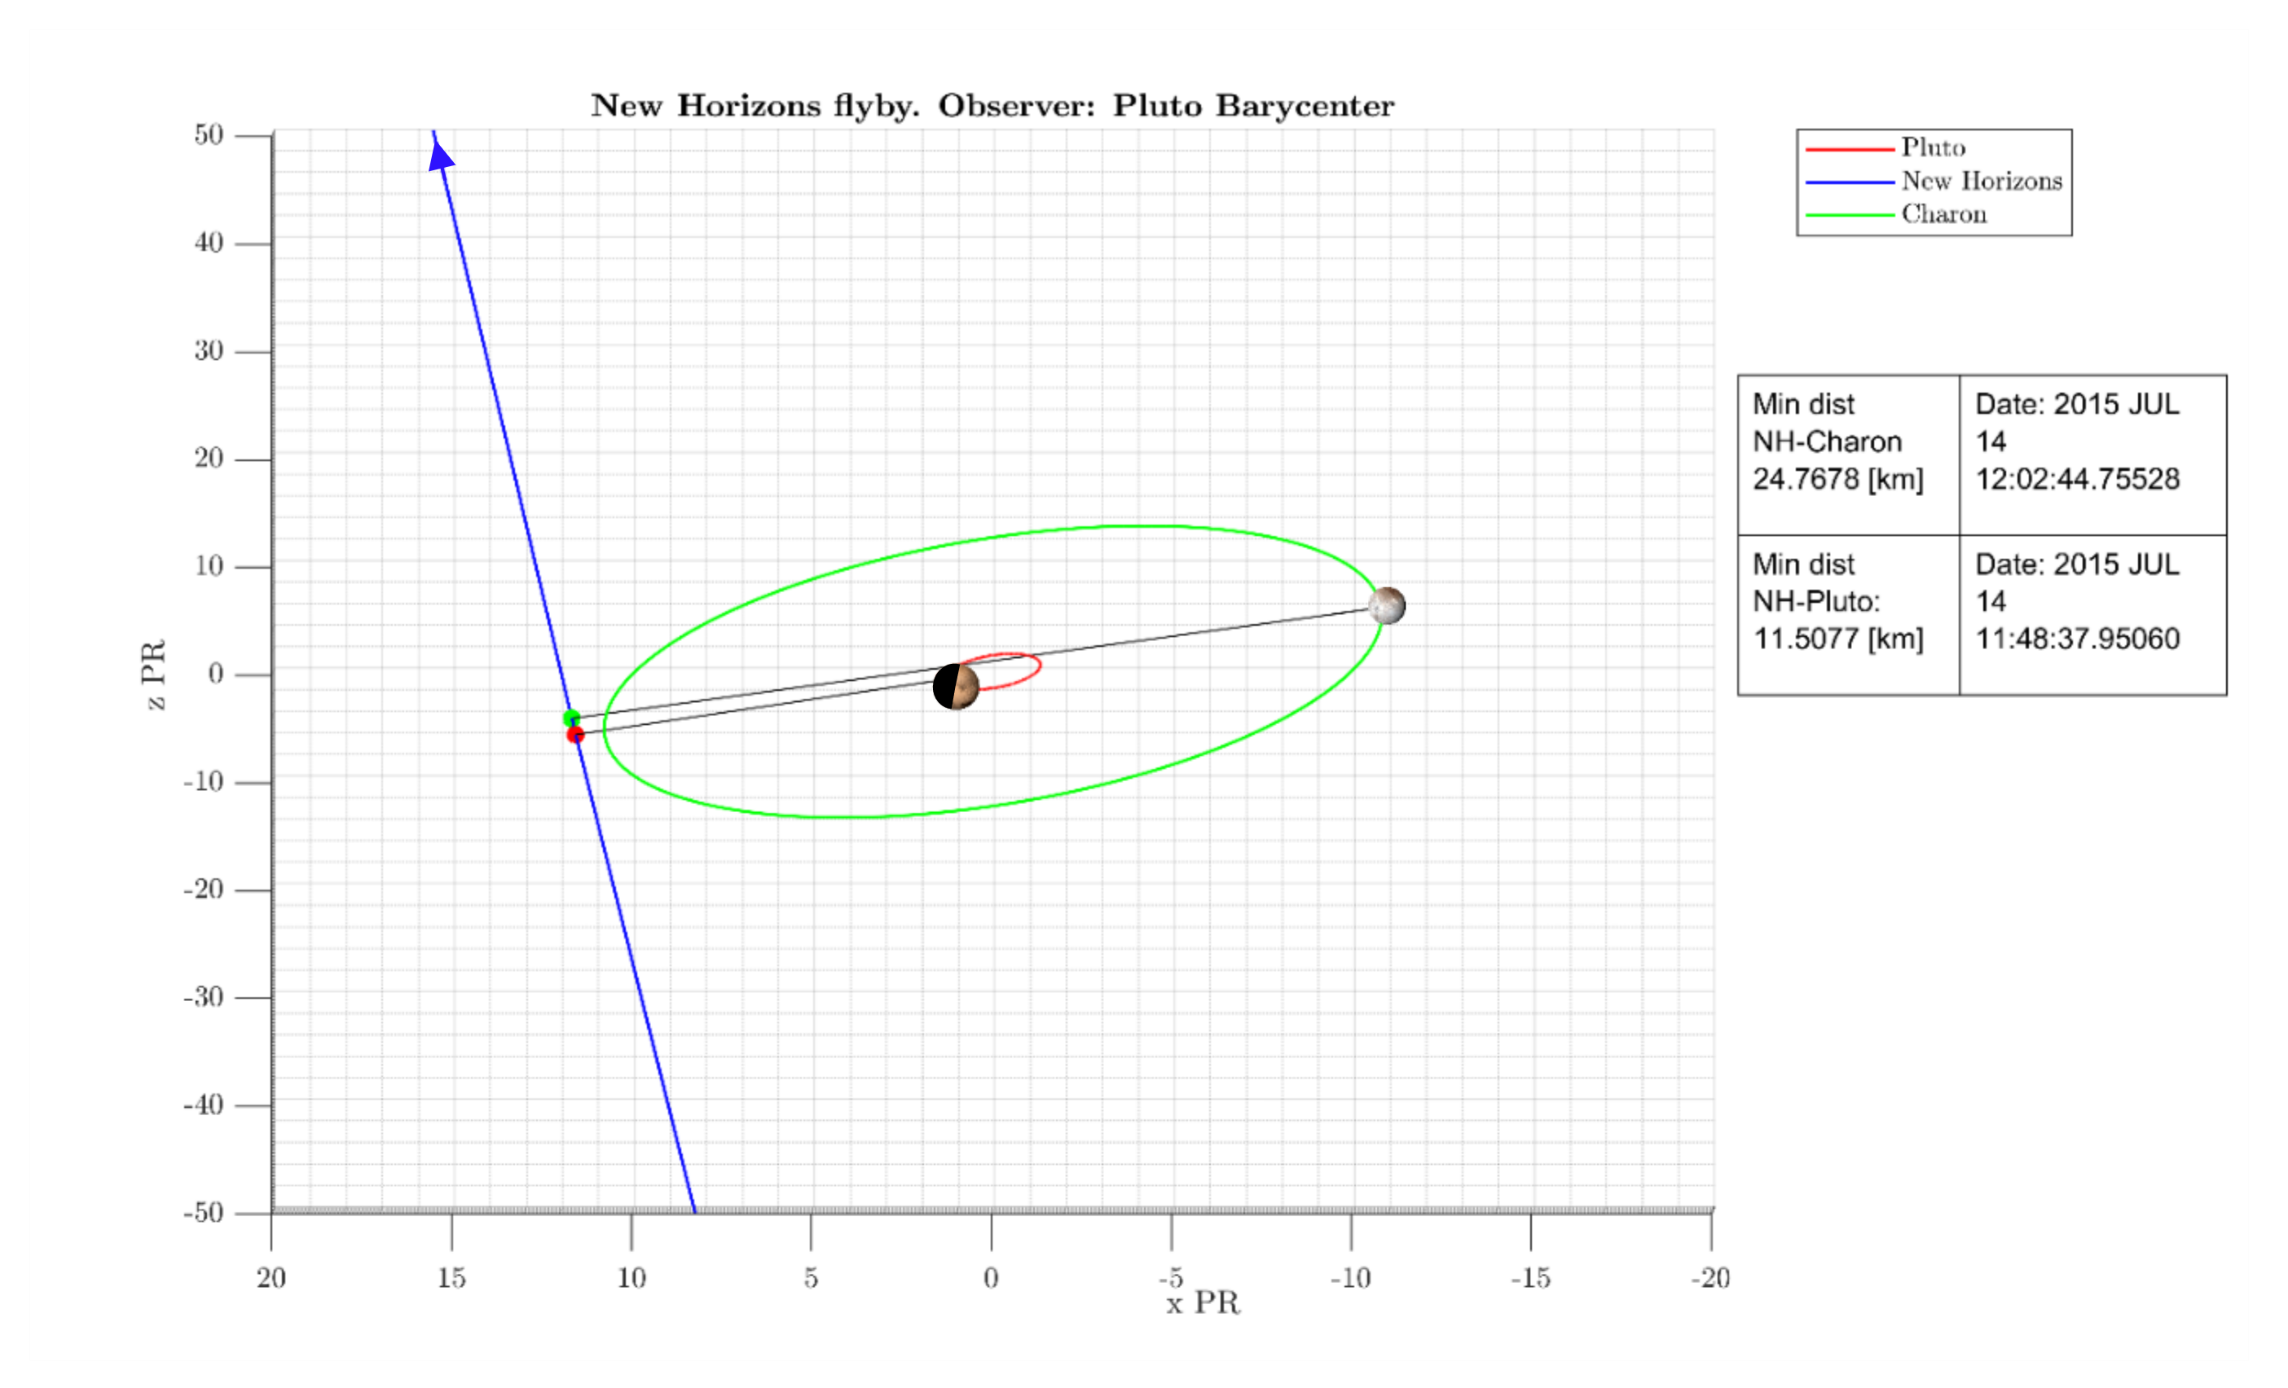 New Horizons flyby. Observer: Pluto Barycenter
50
40
30
20
10
0
-10
-20
-30
-40
-50
z PR
20
15
10
5
0
-5
-10
-15
-20
x PR
Pluto
New Horizons
Charon
Min dist
NH-Charon
24.7678 [km]
Date: 2015 JUL
14
12:02:44.75528
Min dist
NH-Pluto:
11.5077 [km]
Date: 2015 JUL
14
11:48:37.95060